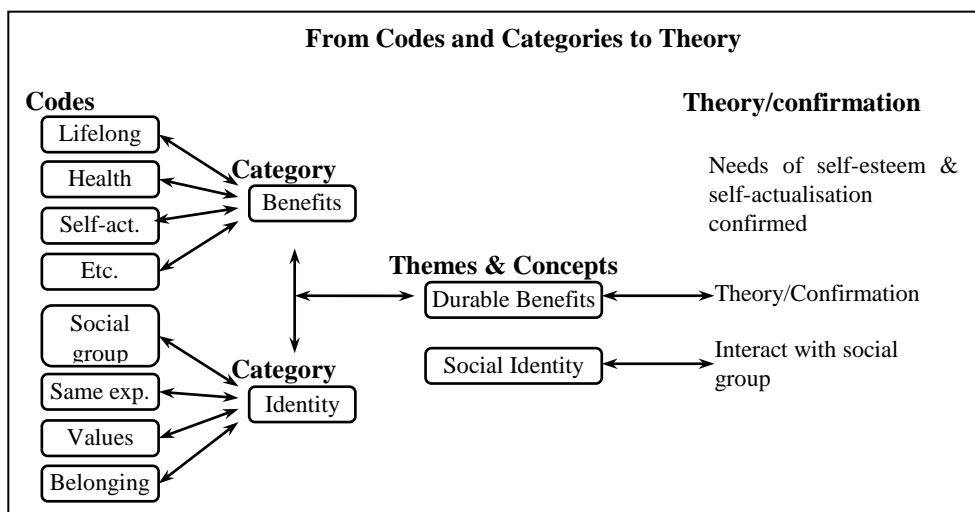 From Codes and Categories to Theory
Codes
Lifelong
Health
Self-act.
Etc.
Social
group
Same exp.
Values
Belonging
Category
Benefits
Category
Identity
Themes & Concepts
Durable Benefits
Social Identity
Theory/confirmation
Needs of self-esteem &
self-actualisation
confirmed
Theory/Confirmation
Interact with social
group